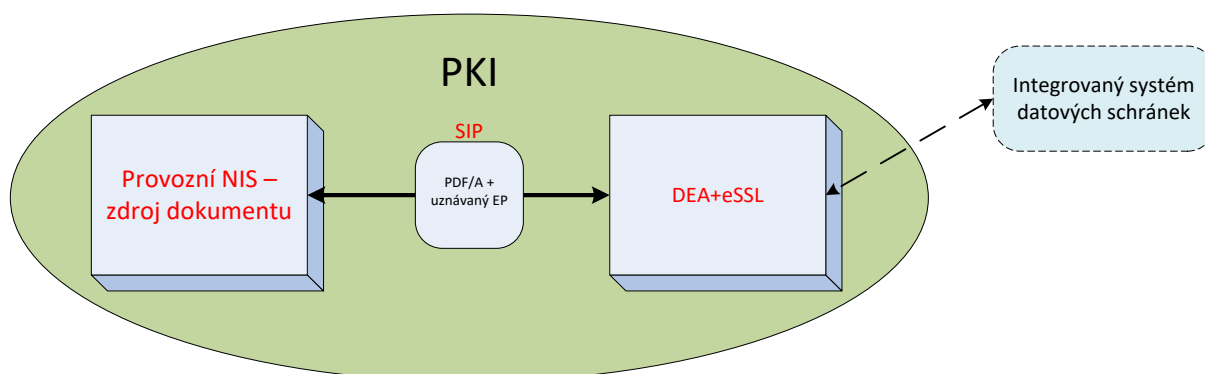 PKI
Integrovaný systém
datových schránek
SIP
Provozní NIS –
zdroj dokumentu
PDF/A +
uznávaný EP
DEA+eSSL